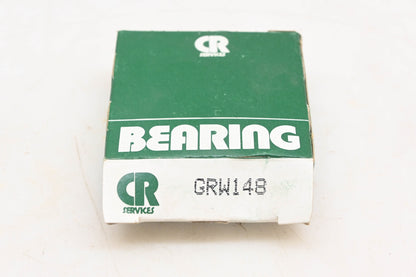 CR
SERVICES
BEARING
CR
SERVICES
GRW148